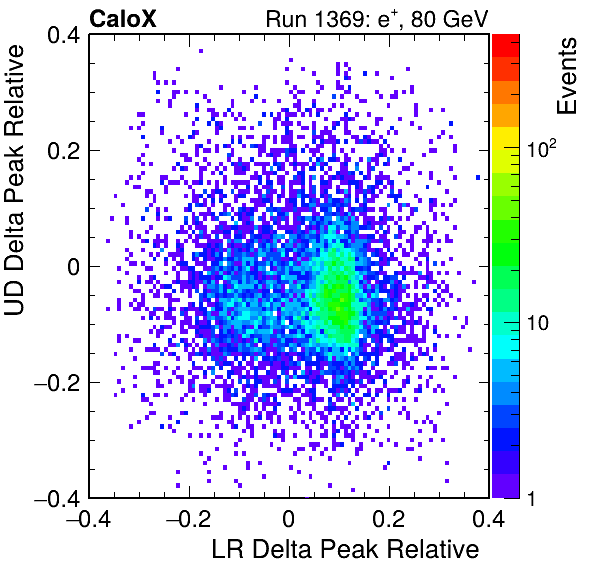 CaloX Run 1369: e⁺, 80 GeV
UD Delta Peak Relative
0.4
0.2
0
−0.2
−0.4
−0.4 −0.2 0 0.2 0.4
LR Delta Peak Relative
Events
10²
10
1